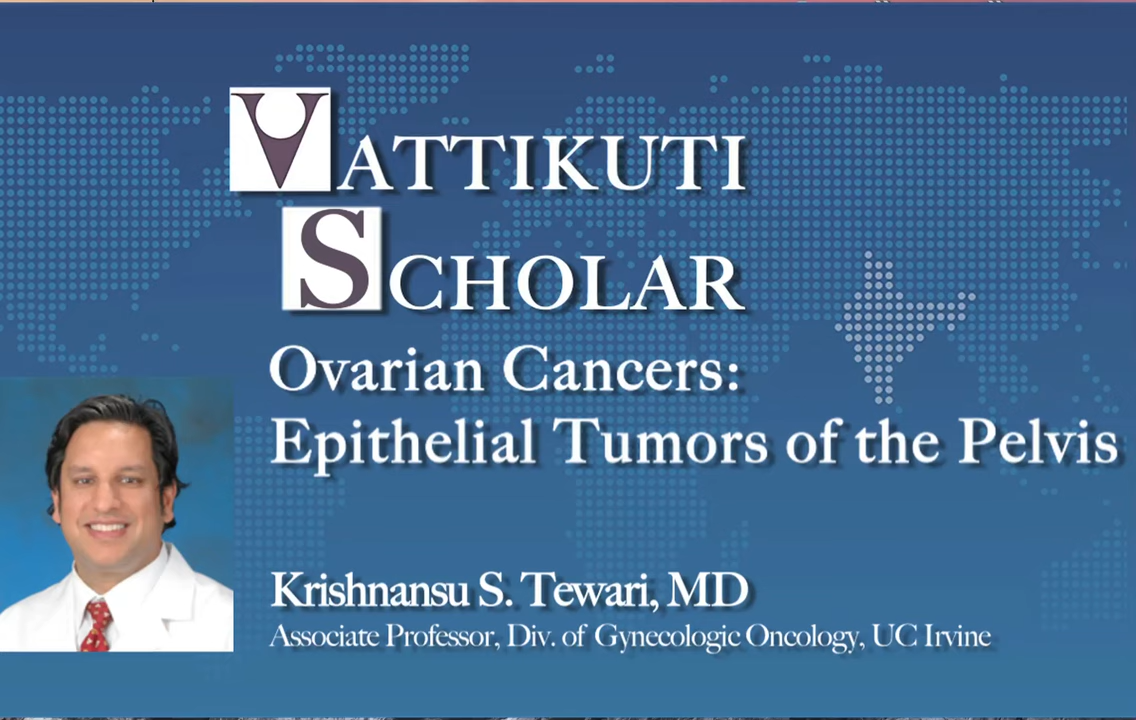 VATTIKUTI
SCHOLAR
Ovarian Cancers:
Epithelial Tumors of the Pelvis
Krishnansu S. Tewari, MD
Associate Professor, Div. of Gynecologic Oncology, UC Irvine